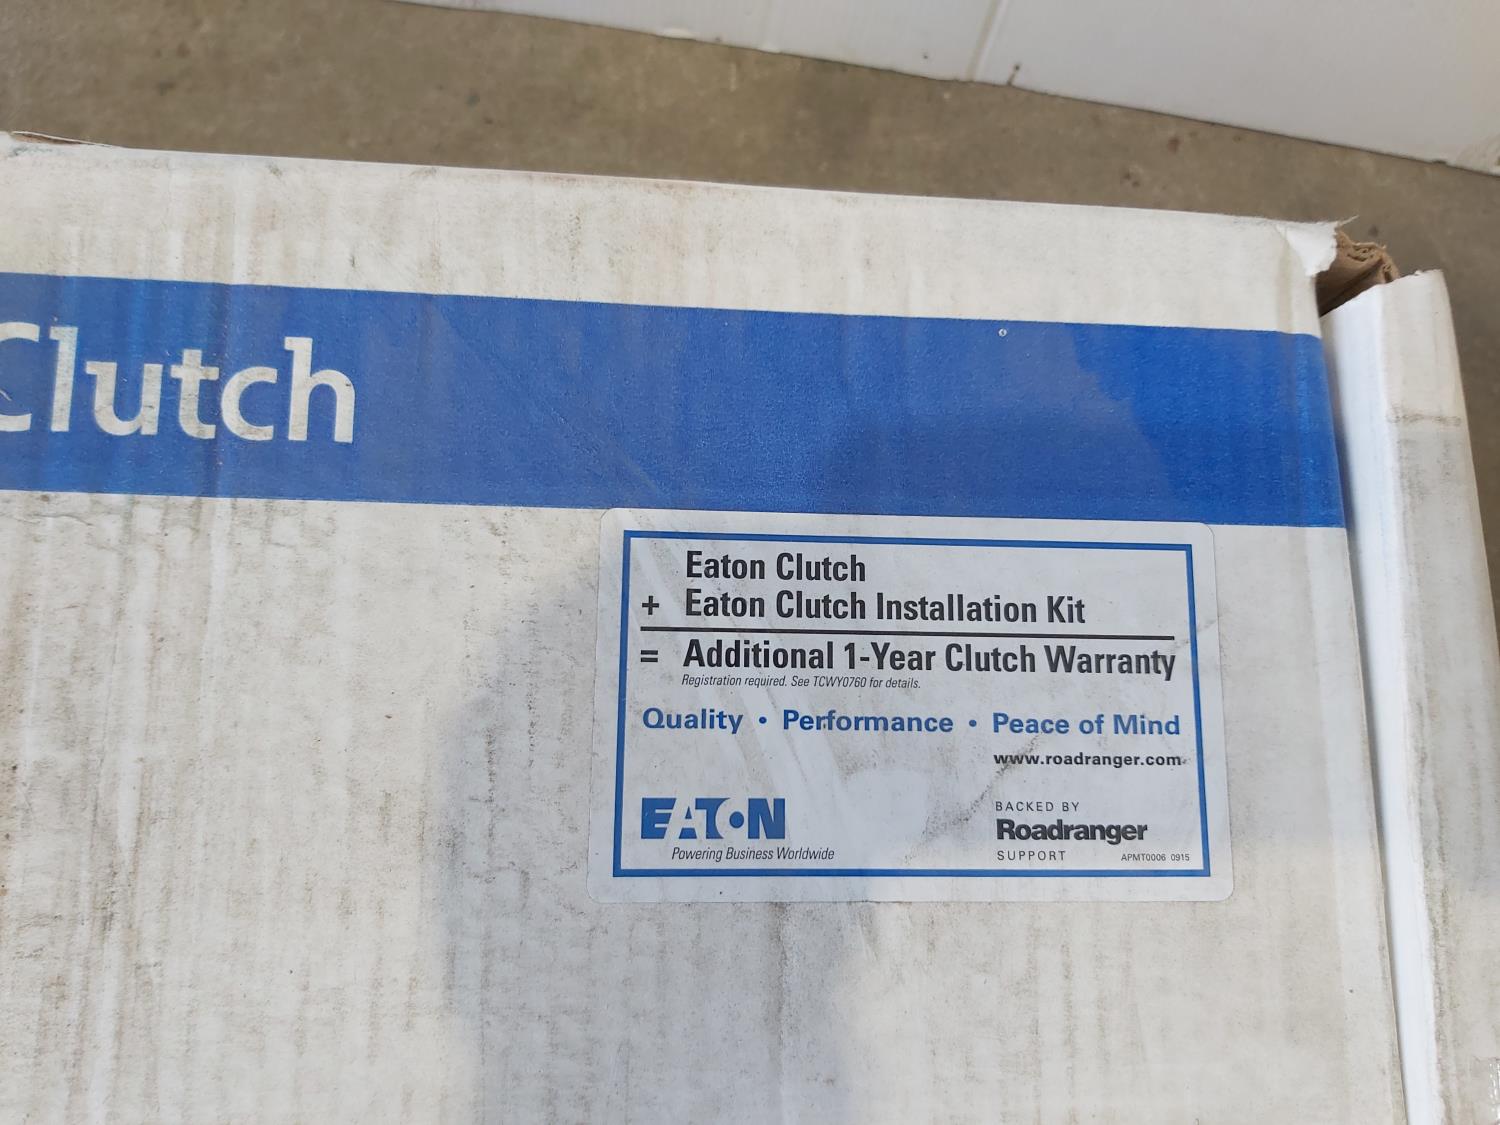 Clutch
Eaton Clutch
+ Eaton Clutch Installation Kit
= Additional 1-Year Clutch Warranty
Registration required. See TCWY0760 for details.
Quality • Performance • Peace of Mind
www.roadranger.com
EATON
Powering Business Worldwide
BACKED BY
Roadranger
SUPPORT
APMT0006 0915